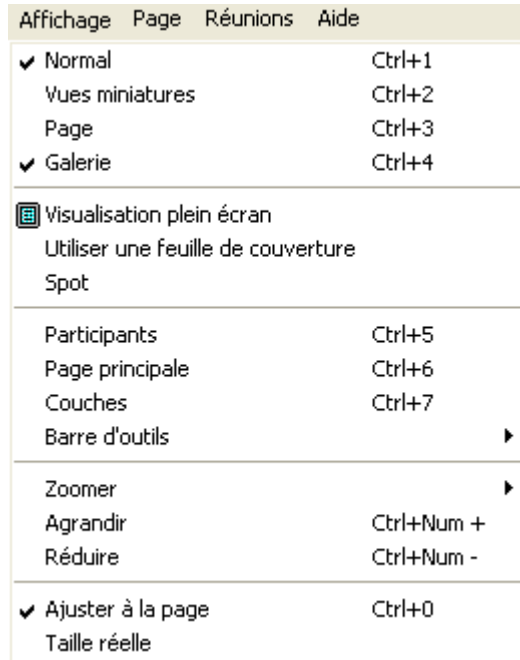 Affichage Page Réunions Aide
Normal Ctrl+1
Vues miniatures Ctrl+2
Page Ctrl+3
Galerie Ctrl+4
Visualisation plein écran
Utiliser une feuille de couverture
Spot
Participants Ctrl+5
Page principale Ctrl+6
Couches Ctrl+7
Barre d'outils
Zoomer
Agrandir Ctrl+Num +
Réduire Ctrl+Num -
Ajuster à la page Ctrl+0
Taille réelle